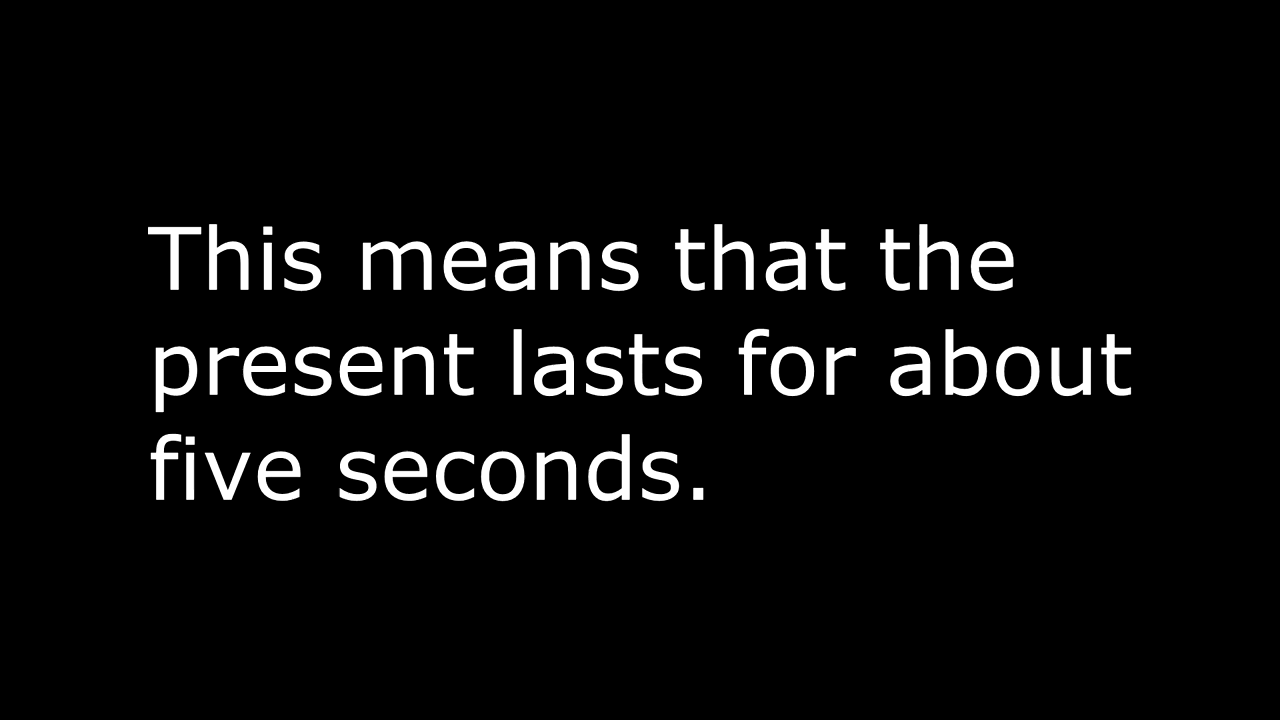 This means that the
present lasts for about
five seconds.